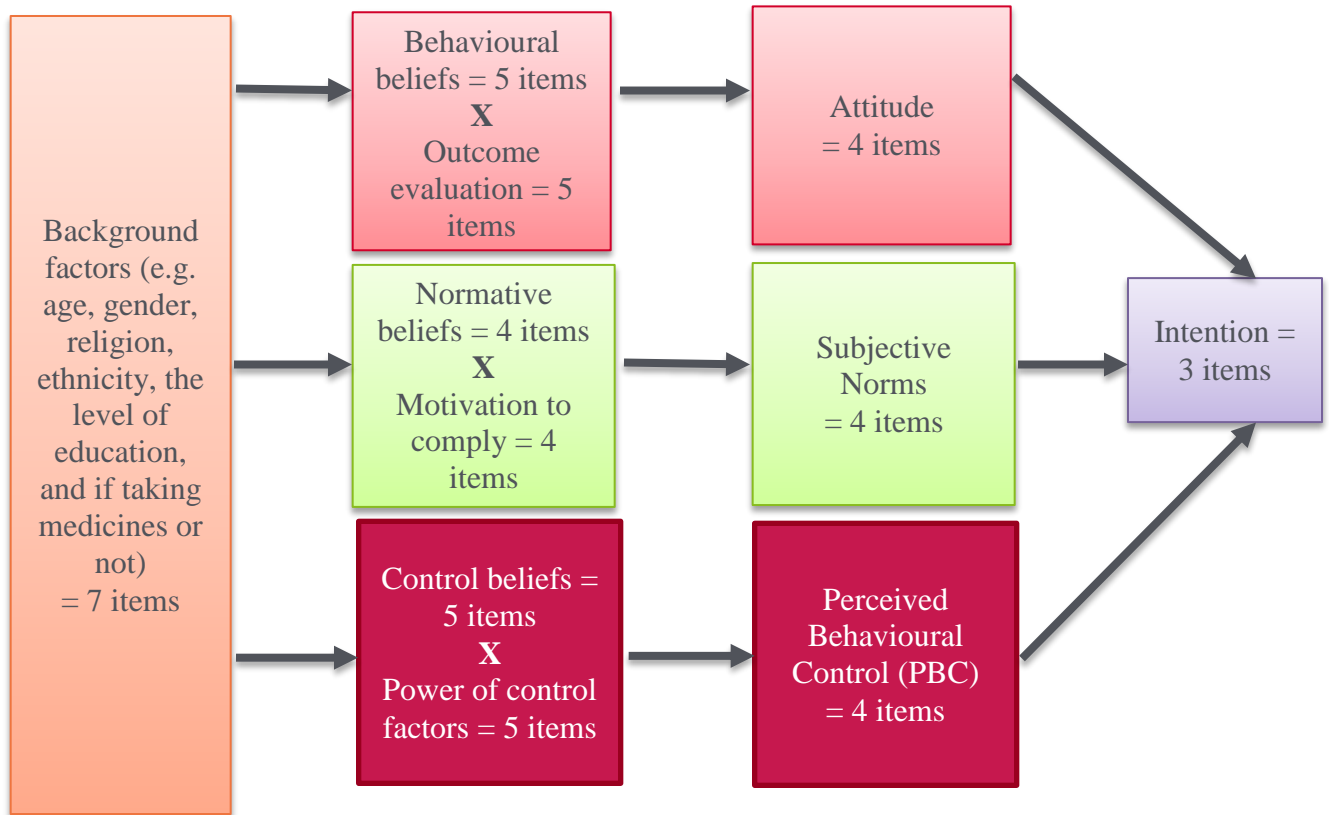 Background
factors (e.g.
age, gender,
religion,
ethnicity, the
level of
education,
and if taking
medicines or
not)
= 7 items
Behavioural
beliefs = 5 items
X
Outcome
evaluation = 5
items
Attitude
= 4 items
Normative
beliefs = 4 items
X
Motivation to
comply = 4
items
Subjective
Norms
= 4 items
Intention =
3 items
Control beliefs =
5 items
X
Power of control
factors = 5 items
Perceived
Behavioural
Control (PBC)
= 4 items